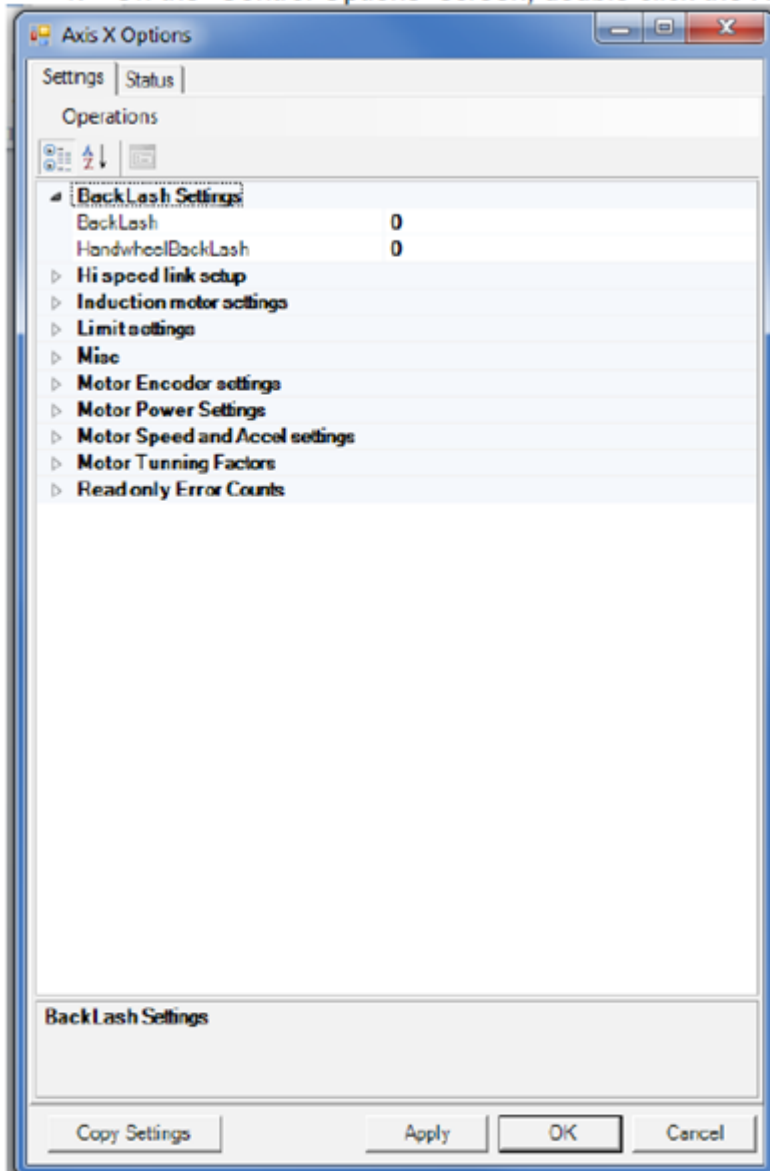 Axis X Options
Settings Status
Operations
BackLash Settings
BackLash 0
HandwheelBackLash 0
Hi speed link setup
Induction motor settings
Limit settings
Misc
Motor Encoder settings
Motor Power Settings
Motor Speed and Accel settings
Motor Tunning Factors
Read only Error Counts
BackLash Settings
Copy Settings Apply OK Cancel